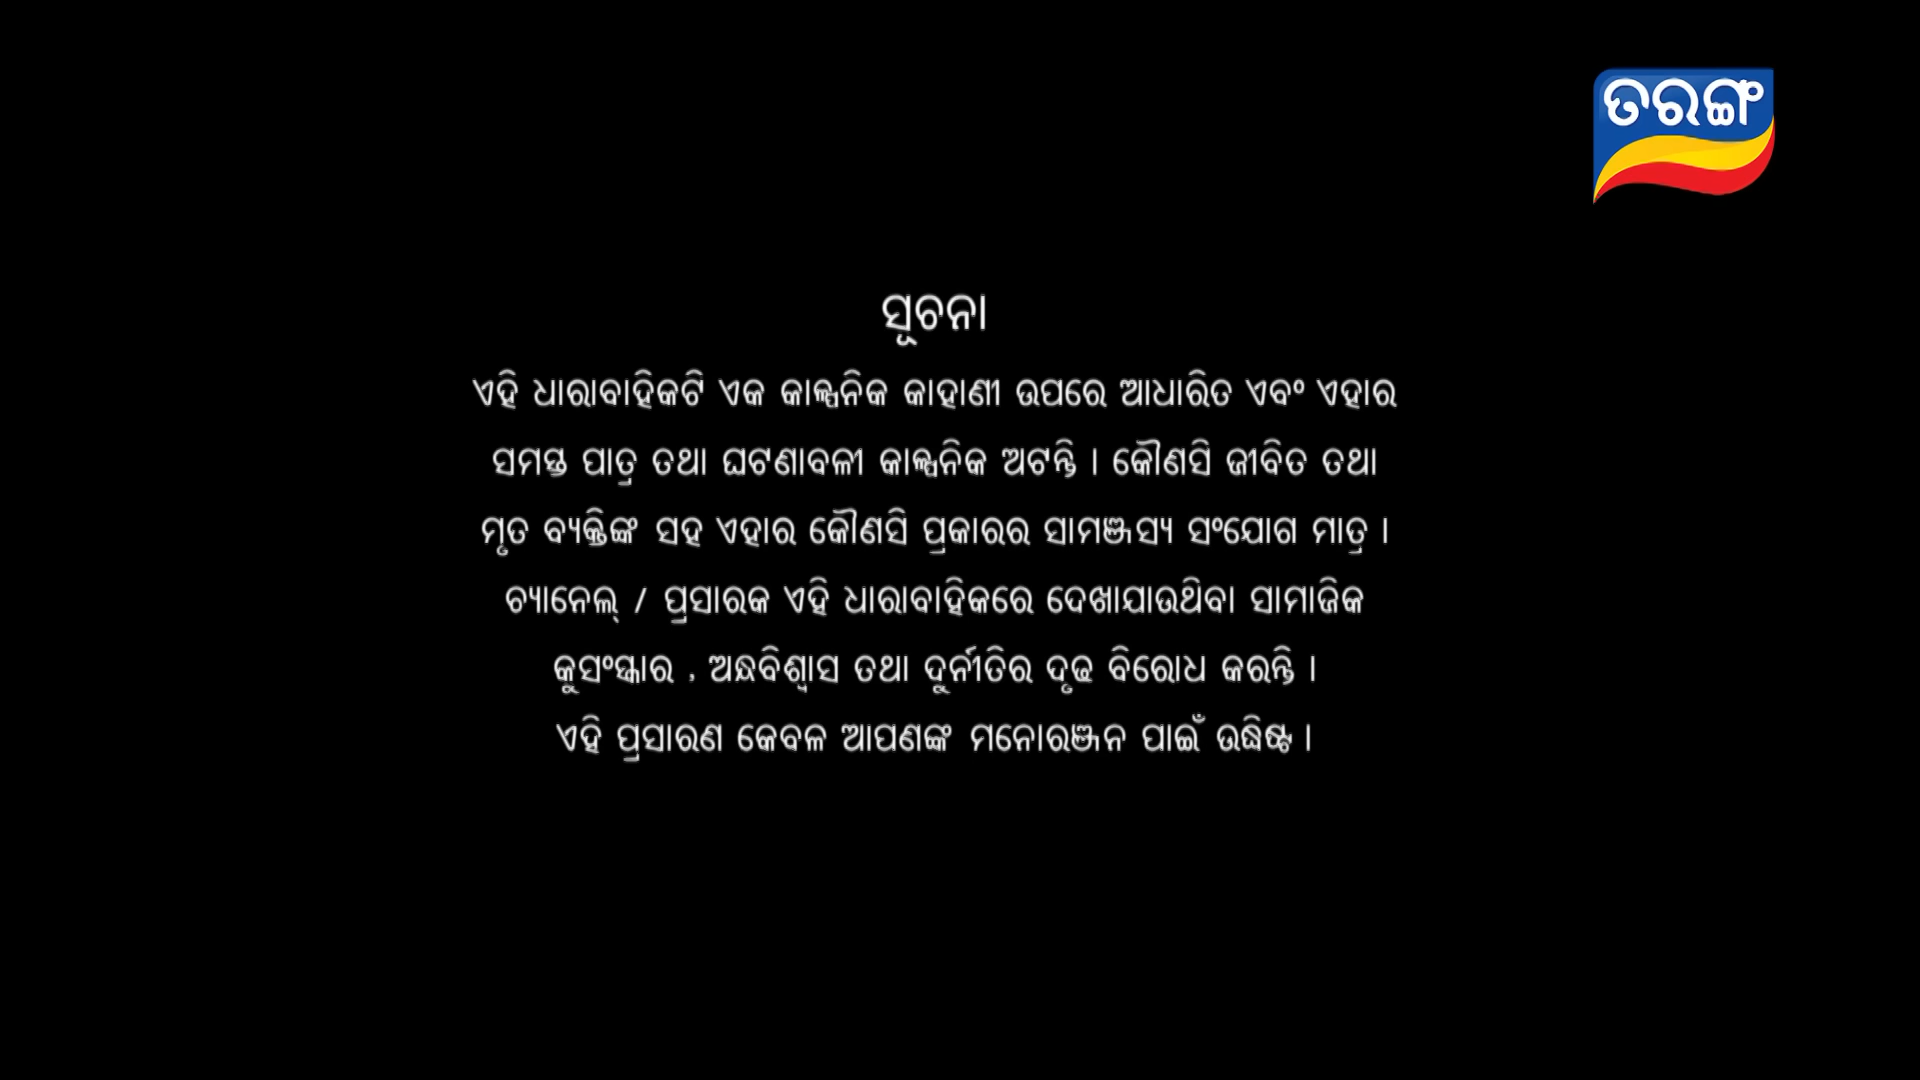 ତରଙ୍ଗ
ସୂଚନା
ଏହି ଧାରାବାହିକଟି ଏକ କାଳ୍ପନିକ କାହାଣୀ ଉପରେ ଆଧାରିତ ଏବଂ ଏହାର
ସମସ୍ତ ପାତ୍ର ତଥା ଘଟଣାବଳୀ କାଳ୍ପନିକ ଅଟନ୍ତି । କୌଣସି ଜୀବିତ ତଥା
ମୃତ ବ୍ୟକ୍ତିଙ୍କ ସହ ଏହାର କୌଣସି ପ୍ରକାରର ସାମଞ୍ଜସ୍ୟ ସଂଯୋଗ ମାତ୍ର ।
ଚ୍ୟାନେଲ୍ / ପ୍ରସାରକ ଏହି ଧାରାବାହିକରେ ଦେଖାଯାଉଥିବା ସାମାଜିକ
କୁସଂସ୍କାର , ଅନ୍ଧବିଶ୍ୱାସ ତଥା ଦୁର୍ନୀତିର ଦୃଢ ବିରୋଧ କରନ୍ତି ।
ଏହି ପ୍ରସାରଣ କେବଳ ଆପଣଙ୍କ ମନୋରଞ୍ଜନ ପାଇଁ ଉଦ୍ଧିଷ୍ଟ ।